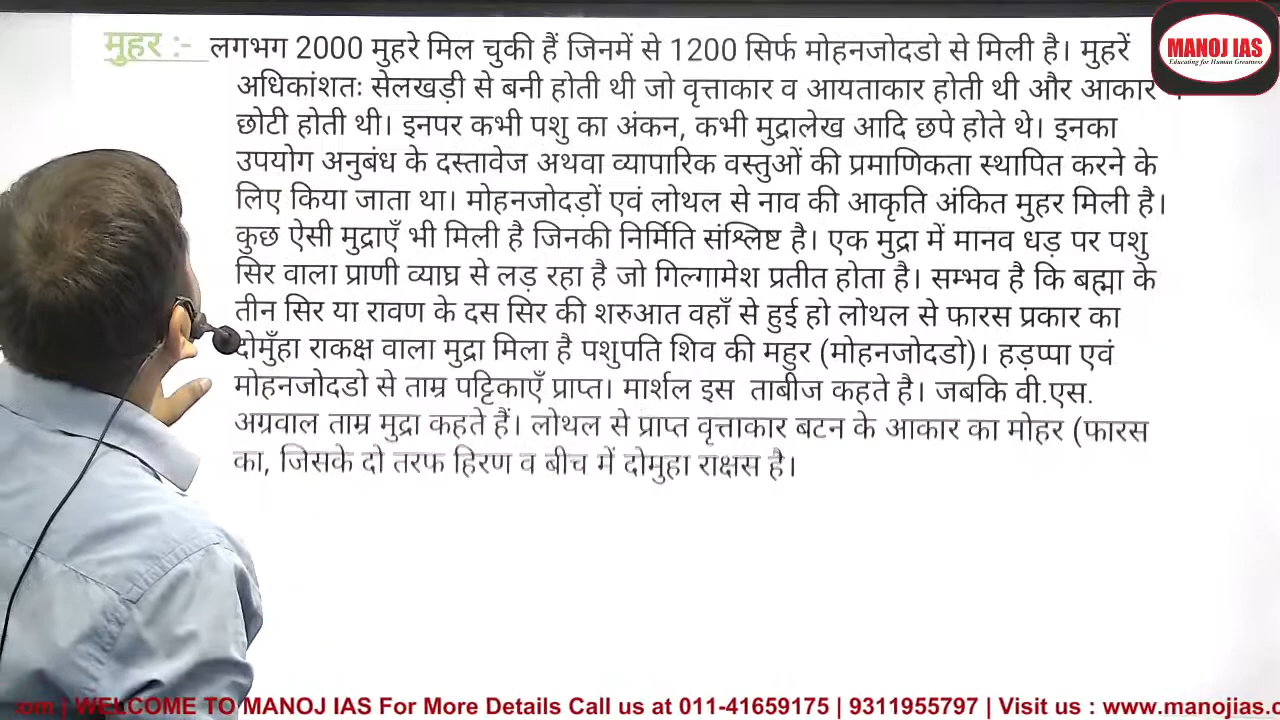 मुहर :- लगभग 2000 मुहरे मिल चुकी हैं जिनमें से 1200 सिर्फ मोहनजोदडो से मिली है। मुहरें
अधिकांशतः सेलखड़ी से बनी होती थी जो वृत्ताकार व आयताकार होती थी और आकार
छोटी होती थी। इनपर कभी पशु का अंकन, कभी मुद्रालेख आदि छपे होते थे। इनका
उपयोग अनुबंध के दस्तावेज अथवा व्यापारिक वस्तुओं की प्रमाणिकता स्थापित करने के
लिए किया जाता था। मोहनजोदड़ों एवं लोथल से नाव की आकृति अंकित मुहर मिली है।
कुछ ऐसी मुद्राएँ भी मिली है जिनकी निर्मिति संश्लिष्ट है। एक मुद्रा में मानव धड़ पर पशु
सिर वाला प्राणी व्याघ्र से लड़ रहा है जो गिल्गामेश प्रतीत होता है। सम्भव है कि बह्मा के
तीन सिर या रावण के दस सिर की शरुआत वहाँ से हुई हो लोथल से फारस प्रकार का
दोमुँहा राकक्ष वाला मुद्रा मिला है पशुपति शिव की महुर (मोहनजोदडो)। हड़प्पा एवं
मोहनजोदडो से ताम्र पट्टिकाएँ प्राप्त। मार्शल इस ताबीज कहते है। जबकि वी.एस.
अग्रवाल ताम्र मुद्रा कहते हैं। लोथल से प्राप्त वृत्ताकार बटन के आकार का मोहर (फारस
का, जिसके दो तरफ हिरण व बीच में दोमुहा राक्षस है।
MANOJ IAS
Educating for Human Greatness
om | WELCOME TO MANOJ IAS For More Details Call us at 011-41659175 | 9311955797 | Visit us : www.manojias.c